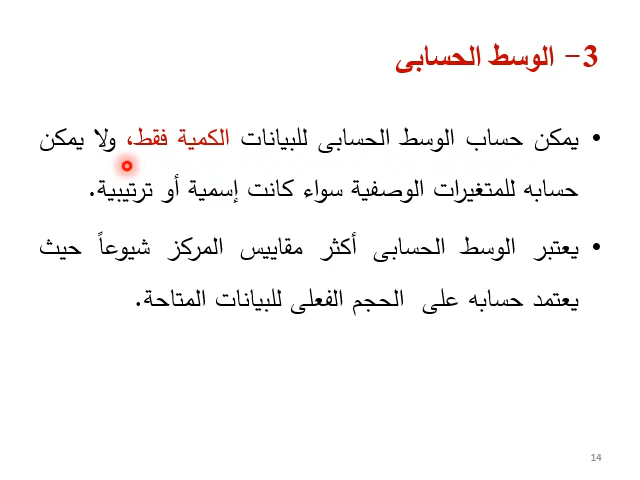 3- الوسط الحسابى
• يمكن حساب الوسط الحسابى للبيانات الكمية فقط، ولا يمكن
حسابه للمتغيرات الوصفية سواء كانت إسمية أو ترتيبية.
• يعتبر الوسط الحسابى أكثر مقاييس المركز شيوعاً حيث
يعتمد حسابه على الحجم الفعلى للبيانات المتاحة.
14